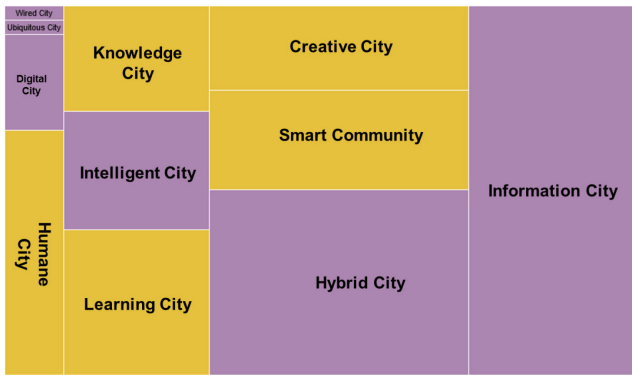 Wired City
Ubiquitous City
Digital
City
Humane
City
Knowledge
City
Intelligent City
Learning City
Creative City
Smart Community
Hybrid City
Information City